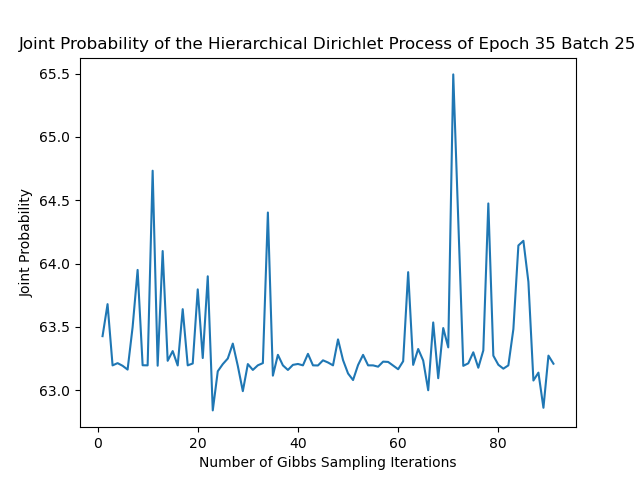 Joint Probability of the Hierarchical Dirichlet Process of Epoch 35 Batch 25
65.5
65.0
64.5
64.0
63.5
63.0
Joint Probability
0 20 40 60 80
Number of Gibbs Sampling Iterations